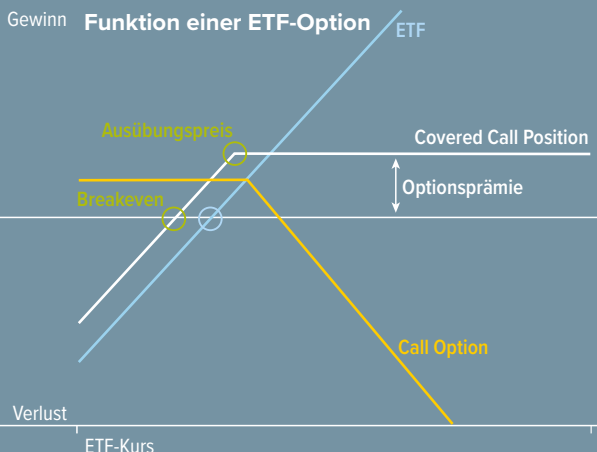 Gewinn
Funktion einer ETF-Option
ETF
Ausübungspreis
Covered Call Position
Optionsprämie
Breakeven
Call Option
Verlust
ETF-Kurs